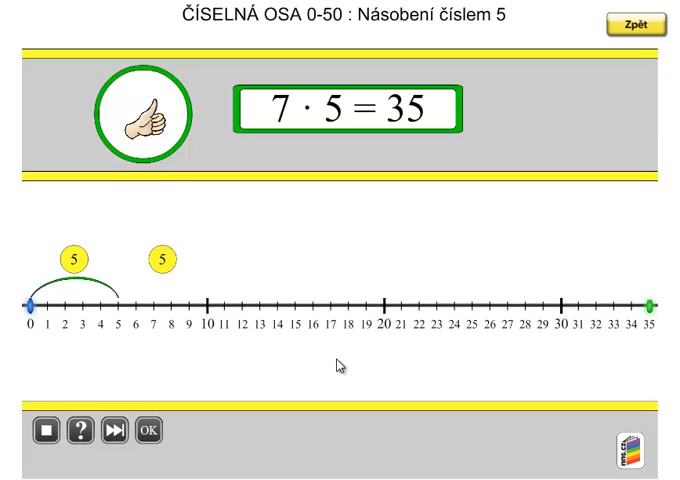 ČÍSELNÁ OSA 0-50 : Násobení číslem 5
Zpět
7 · 5 = 35
5 5
0 1 2 3 4 5 6 7 8 9 10 11 12 13 14 15 16 17 18 19 20 21 22 23 24 25 26 27 28 29 30 31 32 33 34 35
? OK
nns.cz